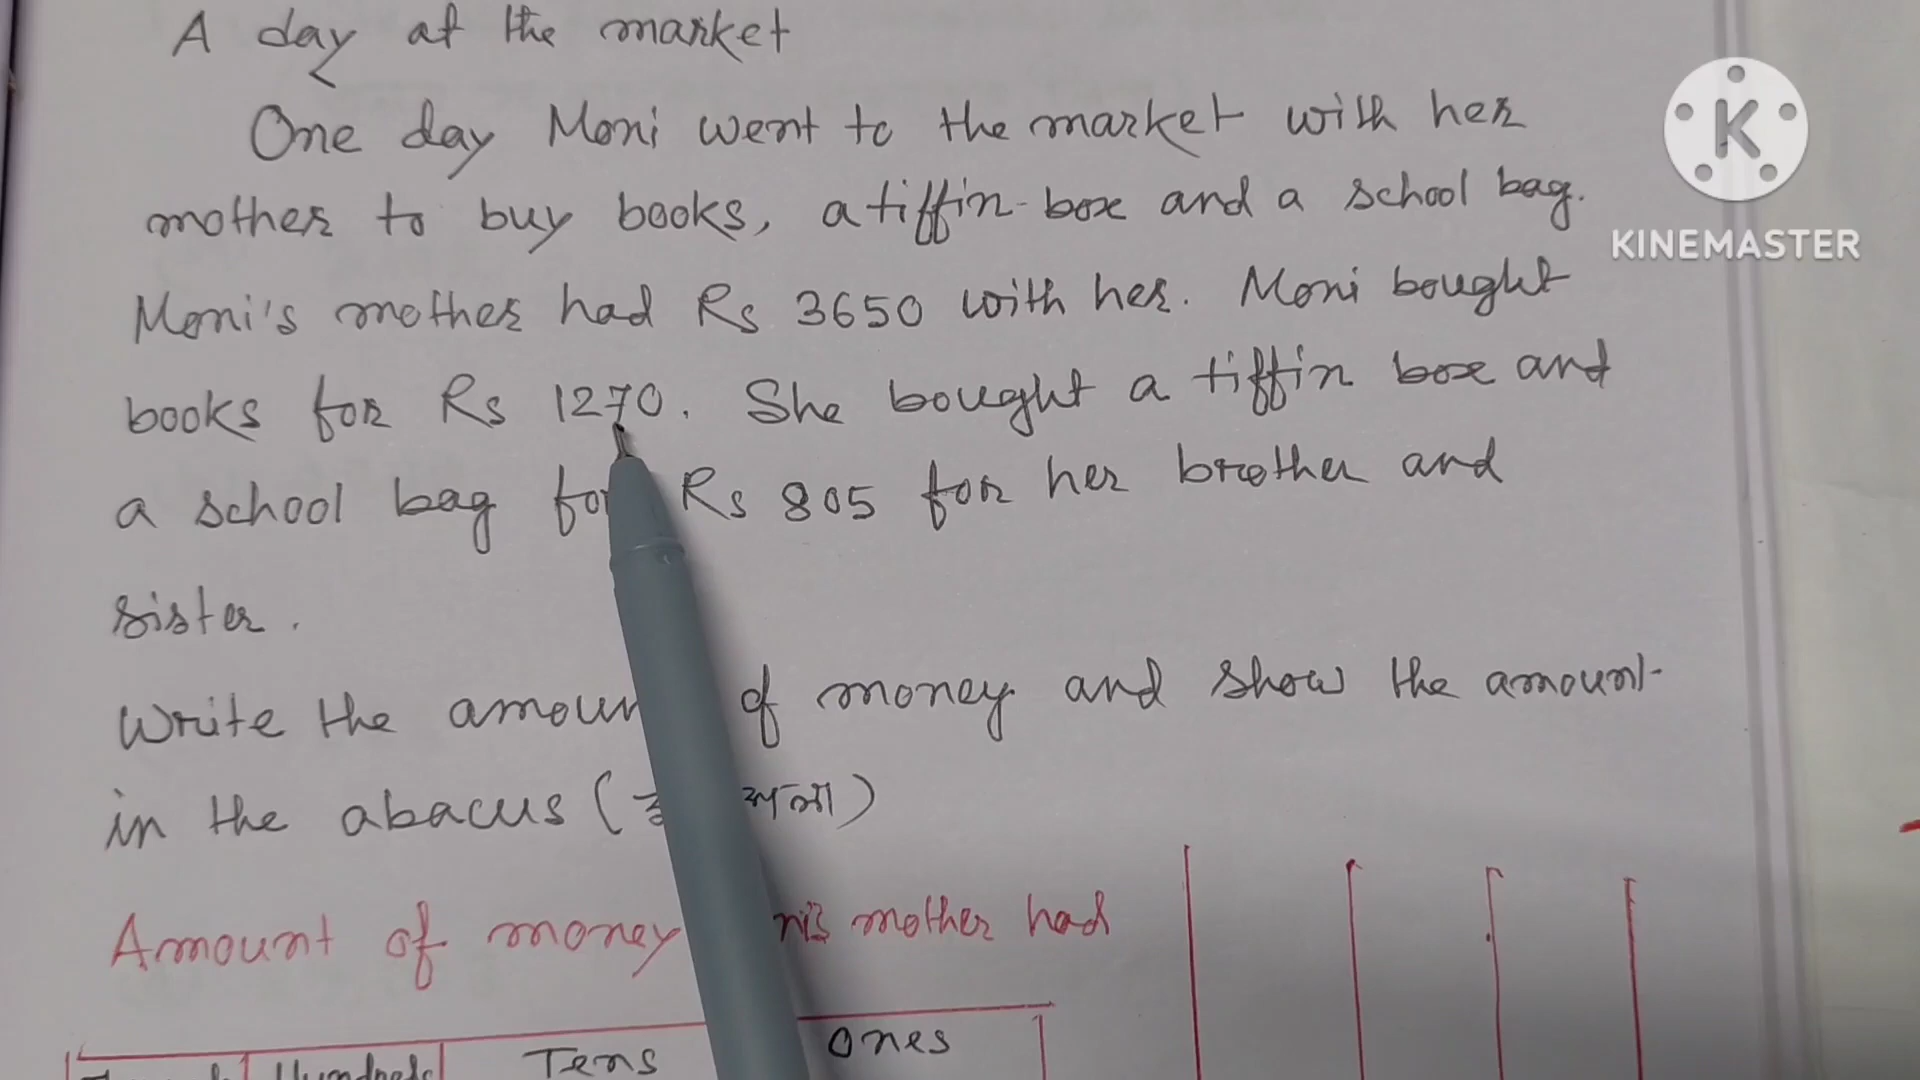 A day at the market
One day Moni went to the market with her
mother to buy books, a tiffin-box and a school bag.
Moni's mother had Rs 3650 with her. Moni bought
books for Rs 1270. She bought a tiffin box and
a school bag for Rs 805 for her brother and
sister.
Write the amoun of money and show the amount
in the abacus (
Amount of money mother had
Hundreds Tens ones
K
KINEMASTER